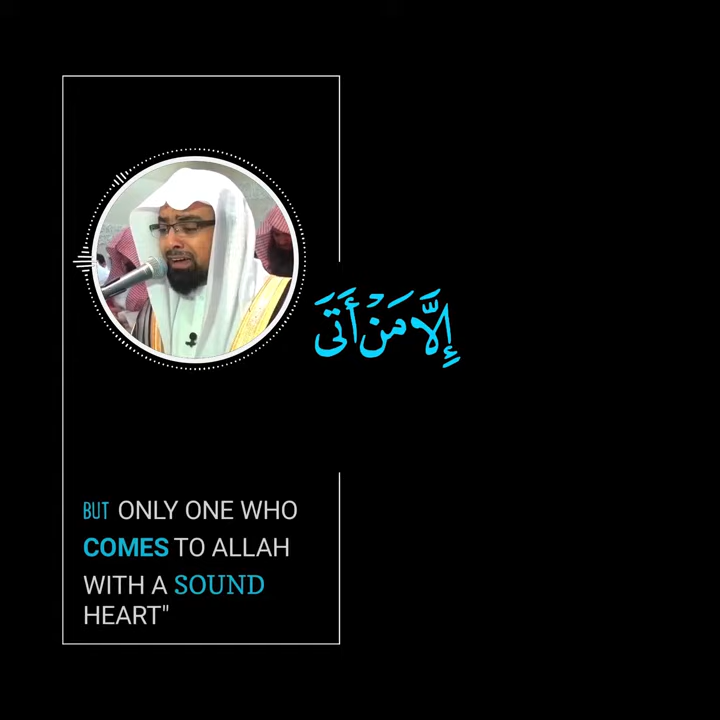 إِلَّا مَنْ أَتَى
BUT ONLY ONE WHO
COMES TO ALLAH
WITH A SOUND
HEART"